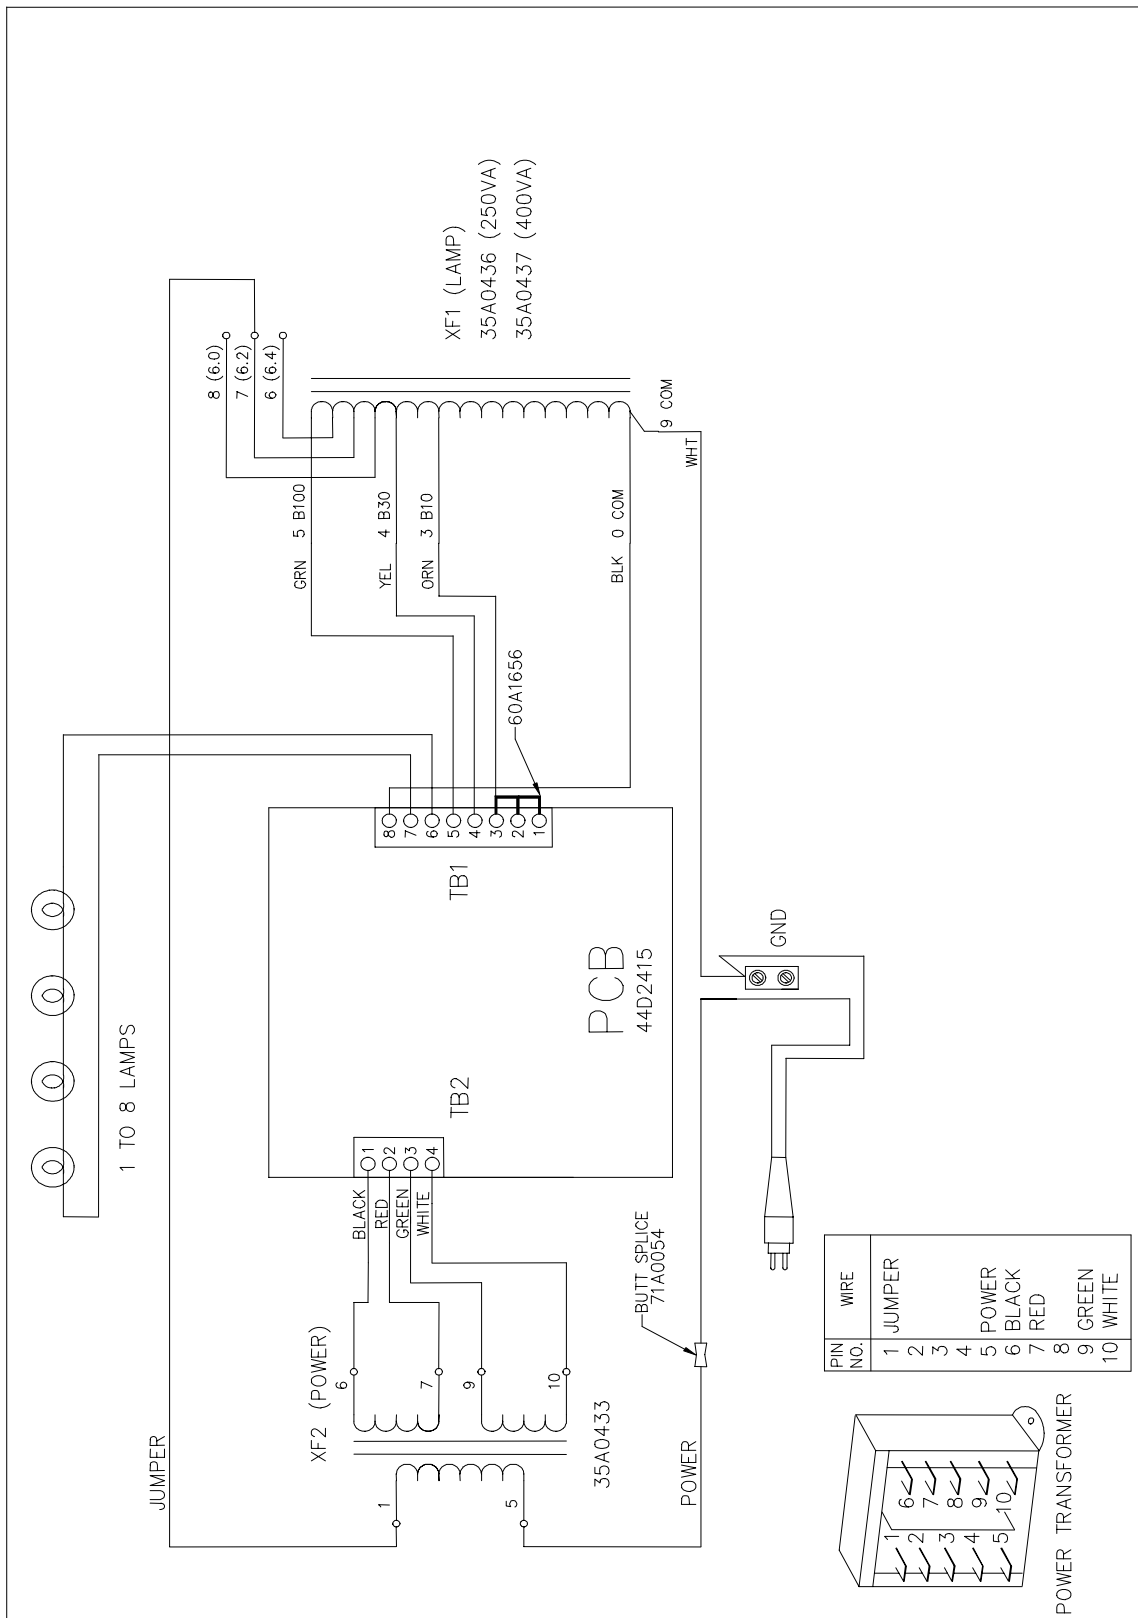 1 TO 8 LAMPS
JUMPER
8 (6.0)
7 (6.2)
6 (6.4)
XF1 (LAMP)
35A0436 (250VA)
35A0437 (400VA)
GRN 5 B100
YEL 4 B30
ORN 3 B10
BLK 0 COM
9 COM
WHT
60A1656
8
7
6
5
4
3
2
1
TB1
PCB
44D2415
TB2
1
2
3
4
BLACK
RED
GREEN
WHITE
XF2 (POWER)
6
7
9
10
1
5
35A0433
BUTT SPLICE
71A0054
POWER
GND
PIN NO. WIRE
1 JUMPER
2
3
4
5 POWER
6 BLACK
7 RED
8
9 GREEN
10 WHITE
1
2
3
4
5
6
7
8
9
10
POWER TRANSFORMER